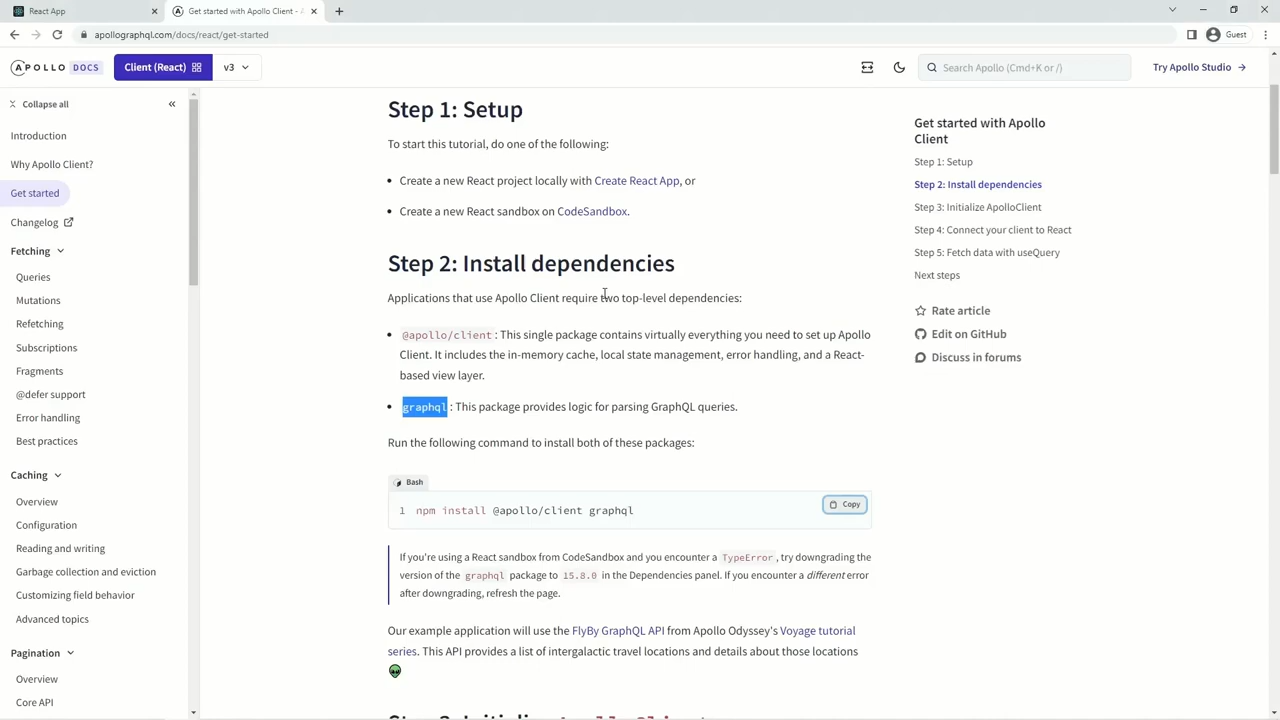 React App
Get started with Apollo Client -
apollographql.com/docs/react/get-started
Guest
APOLLO DOCS
Client (React)
v3
Search Apollo (Cmd+K or /)
Try Apollo Studio
Collapse all
Introduction
Why Apollo Client?
Get started
Changelog
Fetching
Queries
Mutations
Refetching
Subscriptions
Fragments
@defer support
Error handling
Best practices
Caching
Overview
Configuration
Reading and writing
Garbage collection and eviction
Customizing field behavior
Advanced topics
Pagination
Overview
Core API
Step 1: Setup
To start this tutorial, do one of the following:
• Create a new React project locally with Create React App, or
• Create a new React sandbox on CodeSandbox.
Step 2: Install dependencies
Applications that use Apollo Client require two top-level dependencies:
• @apollo/client: This single package contains virtually everything you need to set up Apollo
Client. It includes the in-memory cache, local state management, error handling, and a React-
based view layer.
• graphql: This package provides logic for parsing GraphQL queries.
Run the following command to install both of these packages:
Bash
1 npm install @apollo/client graphql
Copy
If you're using a React sandbox from CodeSandbox and you encounter a TypeError, try downgrading the
version of the graphql package to 15.8.0 in the Dependencies panel. If you encounter a different error
after downgrading, refresh the page.
Our example application will use the FlyBy GraphQL API from Apollo Odyssey's Voyage tutorial
series. This API provides a list of intergalactic travel locations and details about those locations
👽
Get started with Apollo
Client
Step 1: Setup
Step 2: Install dependencies
Step 3: Initialize ApolloClient
Step 4: Connect your client to React
Step 5: Fetch data with useQuery
Next steps
Rate article
Edit on GitHub
Discuss in forums